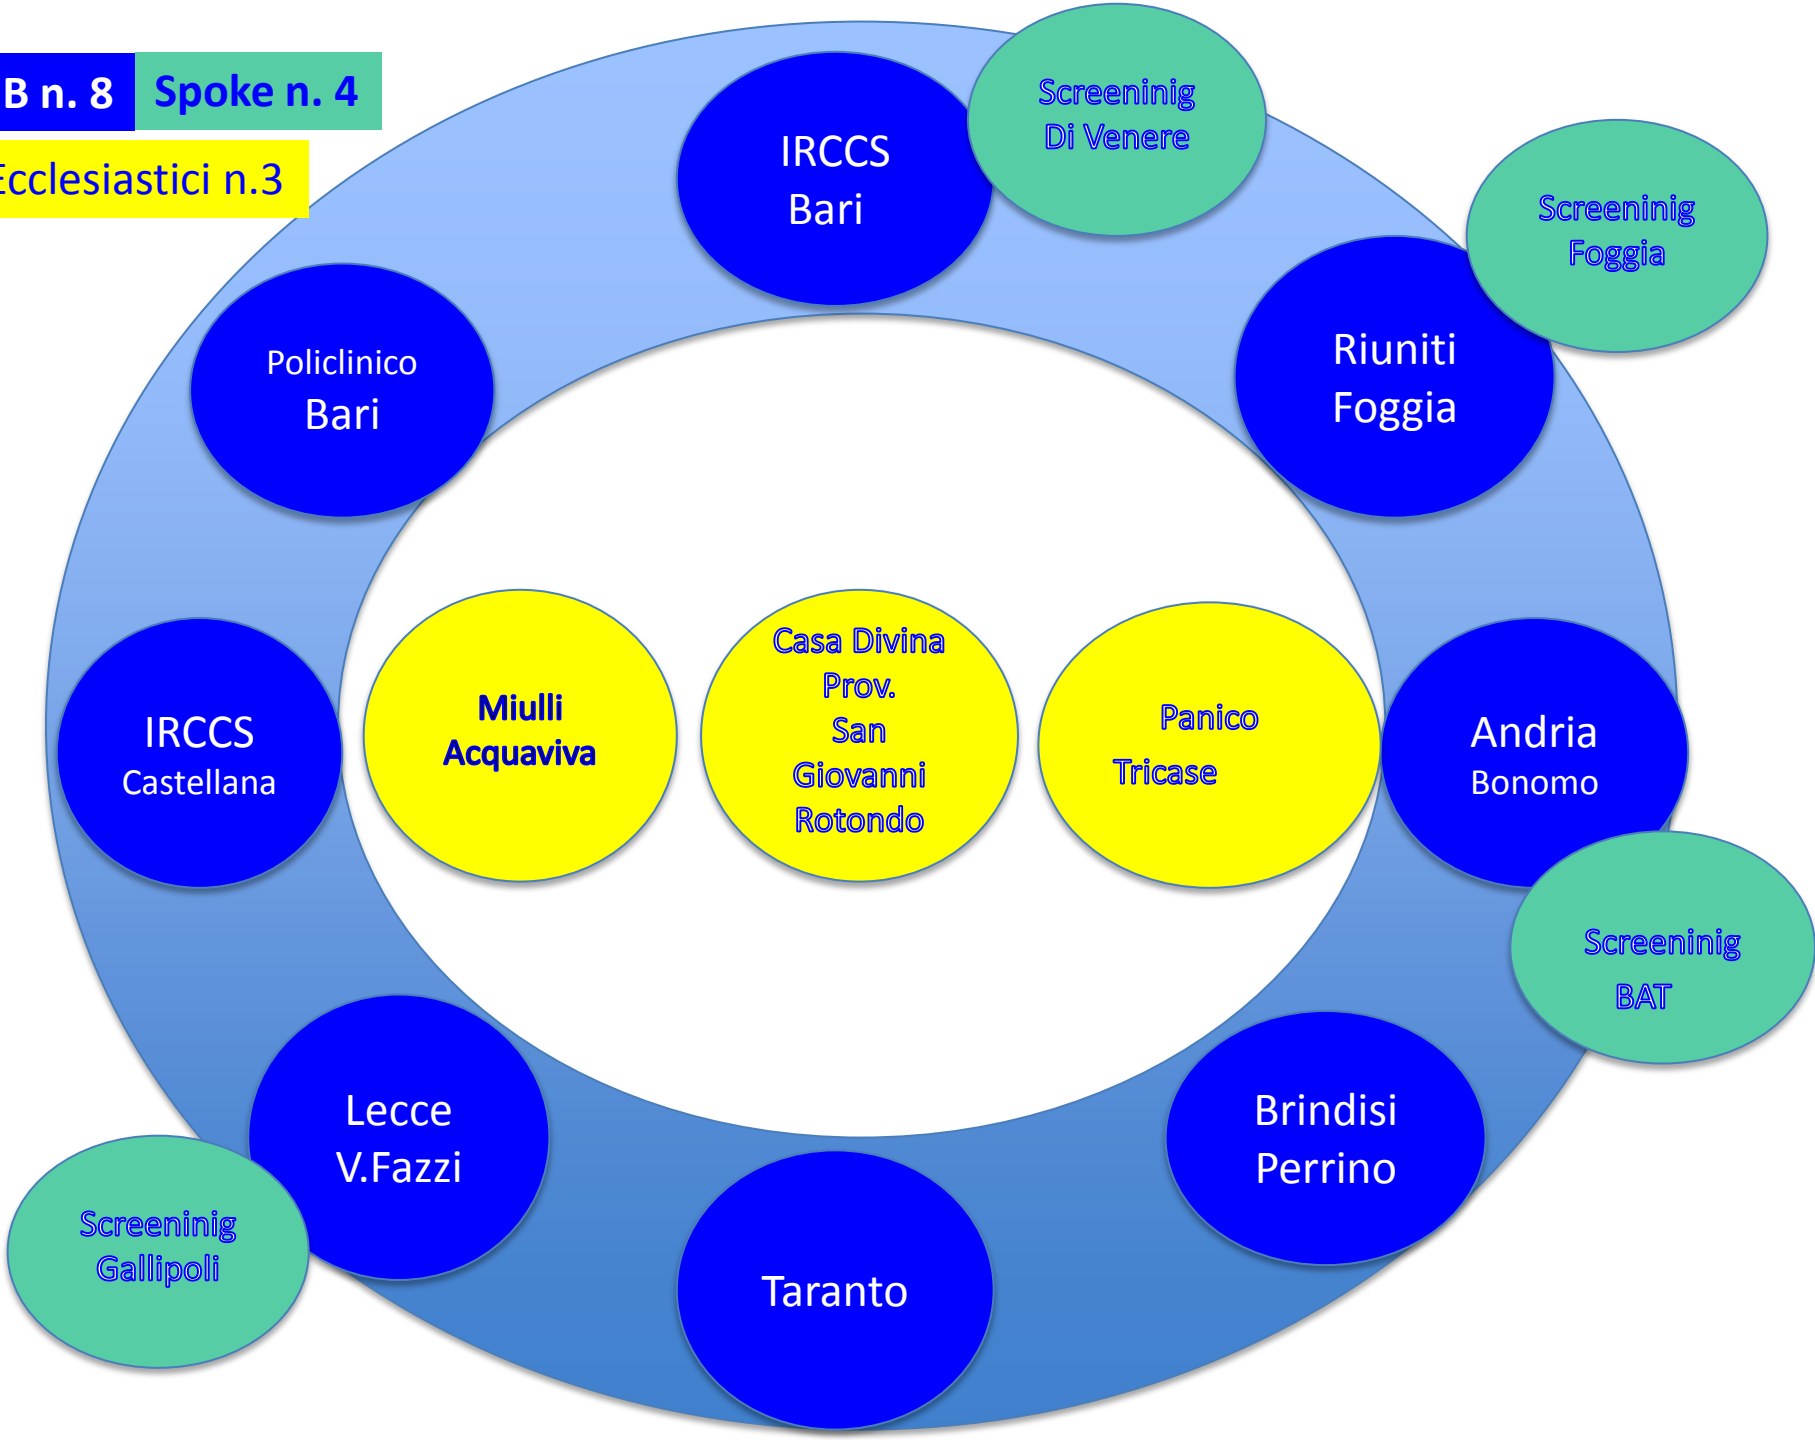 B n. 8
Spoke n. 4
Ecclesiastici n.3
IRCCS
Bari
Screeninig
Di Venere
Screeninig
Foggia
Policlinico
Bari
Riuniti
Foggia
IRCCS
Castellana
Miulli
Acquaviva
Casa Divina
Prov.
San
Giovanni
Rotondo
Panico
Tricase
Andria
Bonomo
Screeninig
BAT
Lecce
V.Fazzi
Brindisi
Perrino
Screeninig
Gallipoli
Taranto